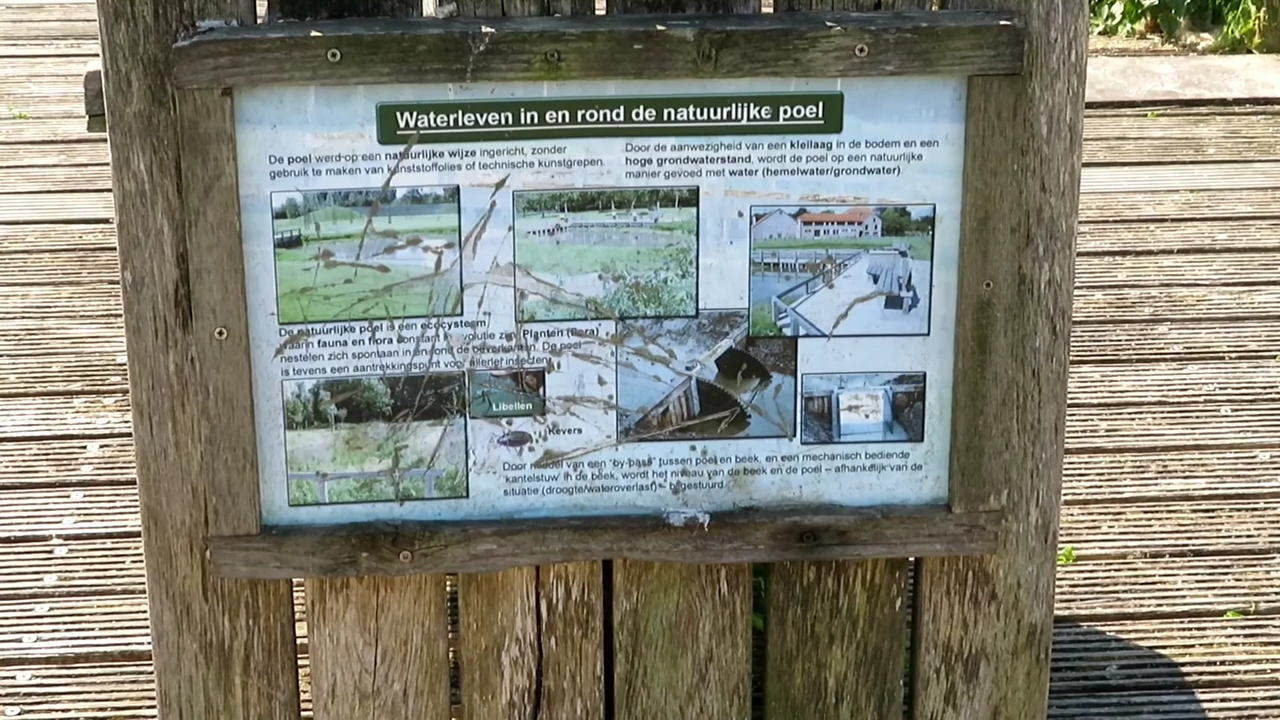 Waterleven in en rond de natuurlijke poel
De poel werd op een natuurlijke wijze ingericht, zonder
gebruik te maken van kunststoffolies of technische kunstgrepen.
Door de aanwezigheid van een kleilaag in de bodem en een
hoge grondwaterstand, wordt de poel op een natuurlijke
manier gevoed met water (hemelwater/grondwater)
De natuurlijke poel is een ecosysteem,
waarin fauna en flora constant in evolutie zijn. Planten (flora)
nestelen zich spontaan in en rond de oeverkanten. De poel
is tevens een aantrekkingspunt voor allerlei insecten.
Libellen
Kevers
Door middel van een "by-pass" tussen poel en beek, en een mechanisch bediende
'kantelstuw' in de beek, wordt het niveau van de beek en de poel – afhankelijk van de
situatie (droogte/wateroverlast) – bijgestuurd.